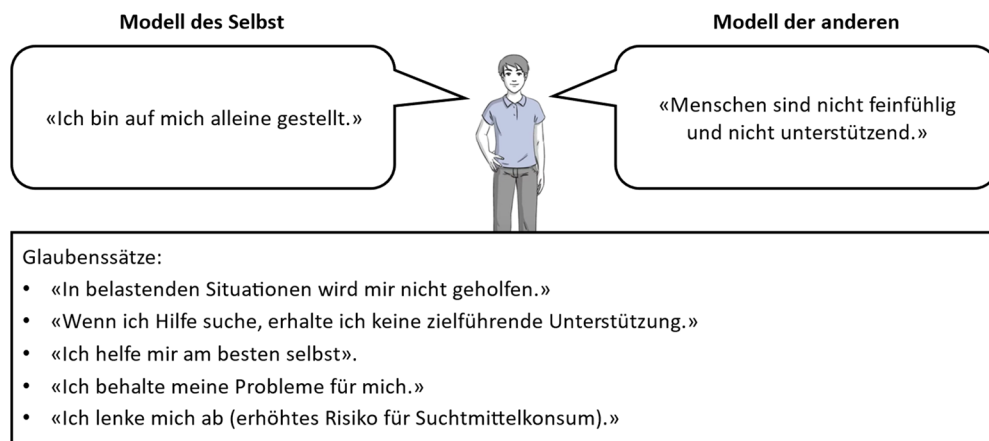 Modell des Selbst
Modell der anderen
«Ich bin auf mich alleine gestellt.»
«Menschen sind nicht feinfühlig
und nicht unterstützend.»
Glaubenssätze:
• «In belastenden Situationen wird mir nicht geholfen.»
• «Wenn ich Hilfe suche, erhalte ich keine zielführende Unterstützung.»
• «Ich helfe mir am besten selbst».
• «Ich behalte meine Probleme für mich.»
• «Ich lenke mich ab (erhöhtes Risiko für Suchtmittelkonsum).»